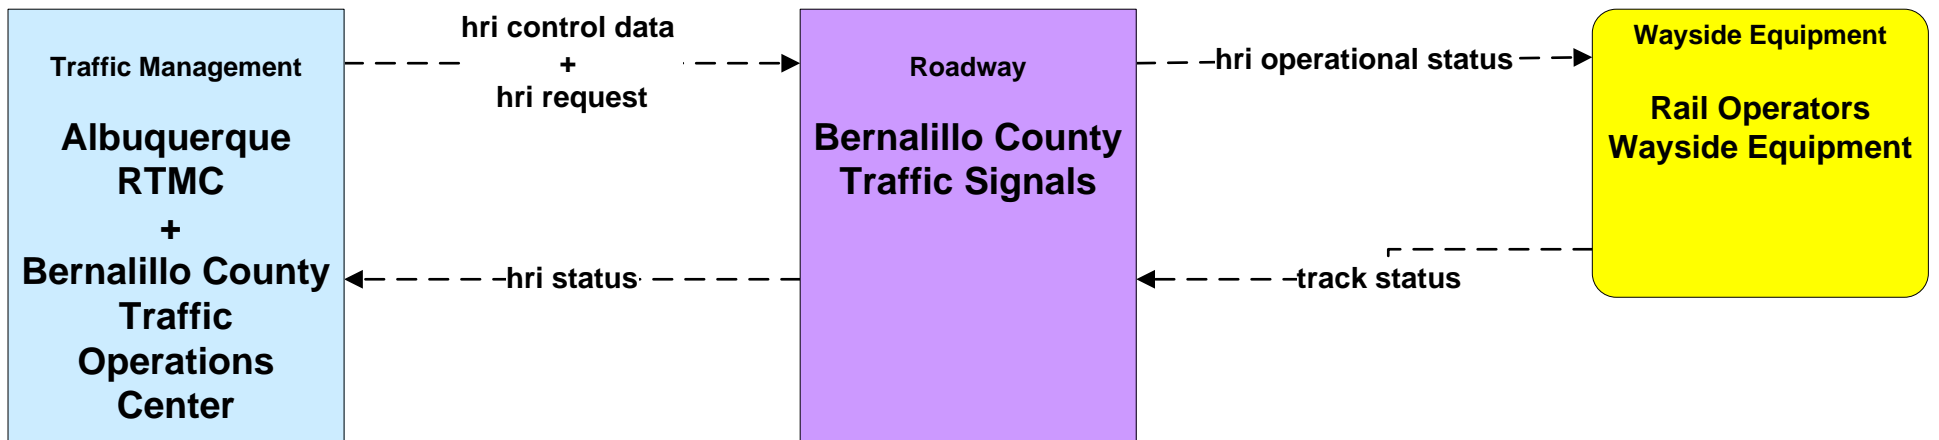 Traffic Management
Albuquerque
RTMC
+
Bernalillo County
Traffic
Operations
Center
hri control data
+
hri request
hri status
Roadway
Bernalillo County
Traffic Signals
hri operational status
track status
Wayside Equipment
Rail Operators
Wayside Equipment